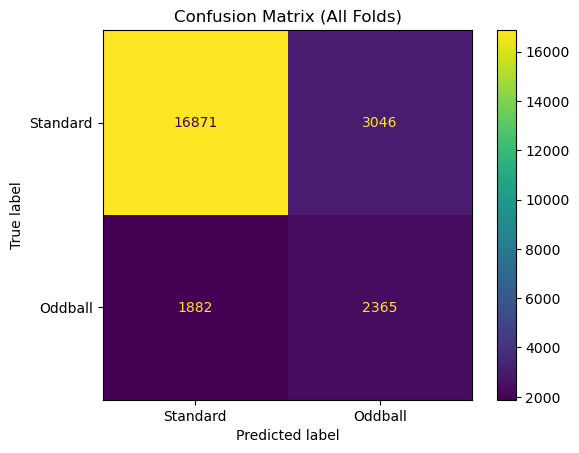 Confusion Matrix (All Folds)
Standard
16871
3046
Oddball
1882
2365
True label
Standard
Oddball
Predicted label
16000
14000
12000
10000
8000
6000
4000
2000